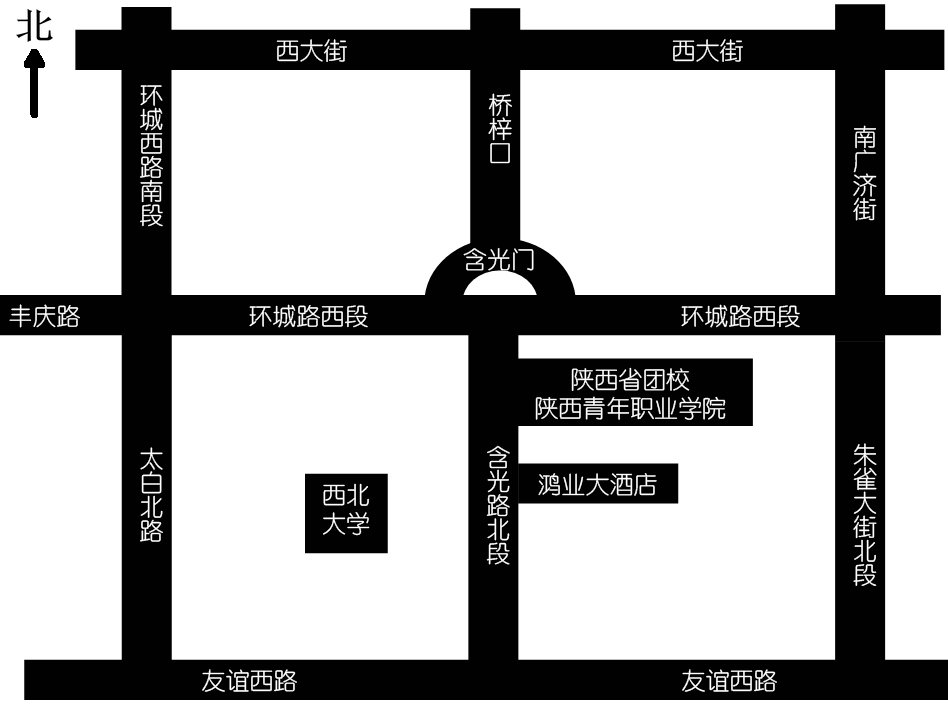 北
西大街
西大街
环城西路南段
桥梓口
南广济街
含光门
丰庆路
环城路西段
环城路西段
陕西省团校
陕西青年职业学院
太白北路
西北
大学
含光路北段
鸿业大酒店
朱雀大街北段
友谊西路
友谊西路